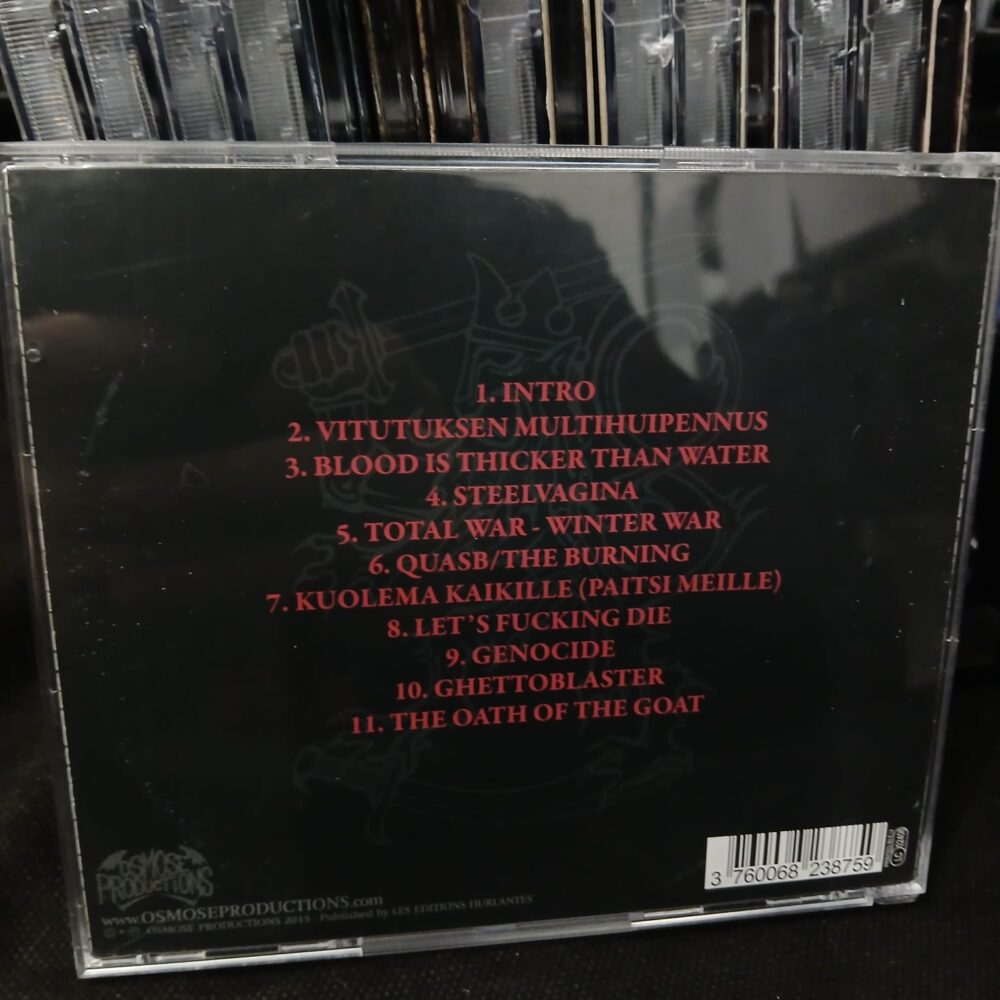 1. INTRO
2. VITUTUKSEN MULTIHUIPENNUS
3. BLOOD IS THICKER THAN WATER
4. STEELVAGINA
5. TOTAL WAR - WINTER WAR
6. QUASB/THE BURNING
7. KUOLEMA KAIKILLE (PAITSI MEILLE)
8. LET'S FUCKING DIE
9. GENOCIDE
10. GHETTOBLASTER
11. THE OATH OF THE GOAT
OSMOSE
PRODUCTIONS
www.OSMOSEPRODUCTIONS.com
OSMOSE PRODUCTIONS 2015 Published by LES EDITIONS HURLANTES
3 760068 238759